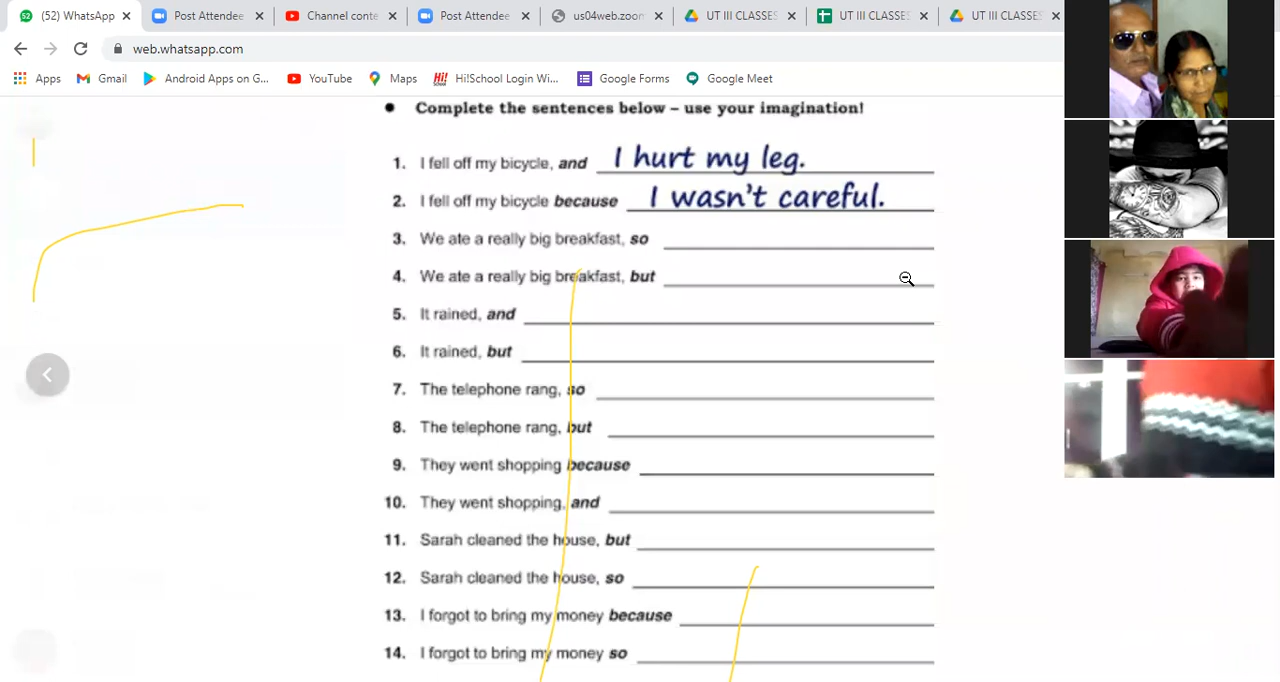 (52) WhatsApp
Post Attendee
Channel conte
Post Attendee
us04web.zoom
UT III CLASSES
UT III CLASSES
UT III CLASSES
web.whatsapp.com
Apps
Gmail
Android Apps on G...
YouTube
Maps
Hi!School Login Wi...
Google Forms
Google Meet
Complete the sentences below – use your imagination!
1. I fell off my bicycle, and I hurt my leg.
2. I fell off my bicycle because I wasn't careful.
3. We ate a really big breakfast, so
4. We ate a really big breakfast, but
5. It rained, and
6. It rained, but
7. The telephone rang, so
8. The telephone rang, but
9. They went shopping because
10. They went shopping, and
11. Sarah cleaned the house, but
12. Sarah cleaned the house, so
13. I forgot to bring my money because
14. I forgot to bring my money so